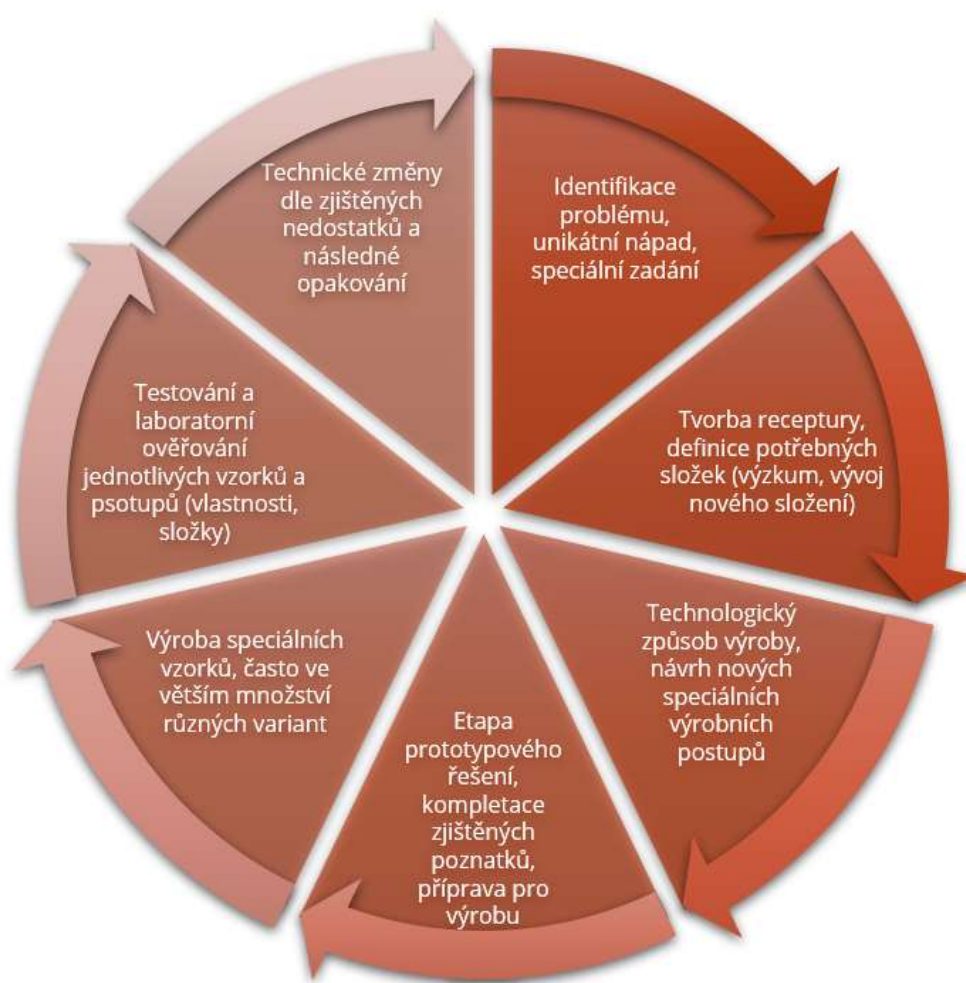 Identifikace
problému,
unikátní nápad,
speciální zadání
Tvorba receptury,
definice potřebných
složek (výzkum, vývoj
nového složení)
Technologický
způsob výroby,
návrh nových
speciálních
výrobních
postupů
Etapa
prototypového
řešení,
kompletace
zjištěných
poznatků,
příprava pro
výrobu
Výroba speciálních
vzorků, často ve
větším množství
různých variant
Testování a
laboratorní
ověřování
jednotlivých vzorků a
psotupů (vlastnosti,
složky)
Technické změny
dle zjištěných
nedostatků a
následné
opakování